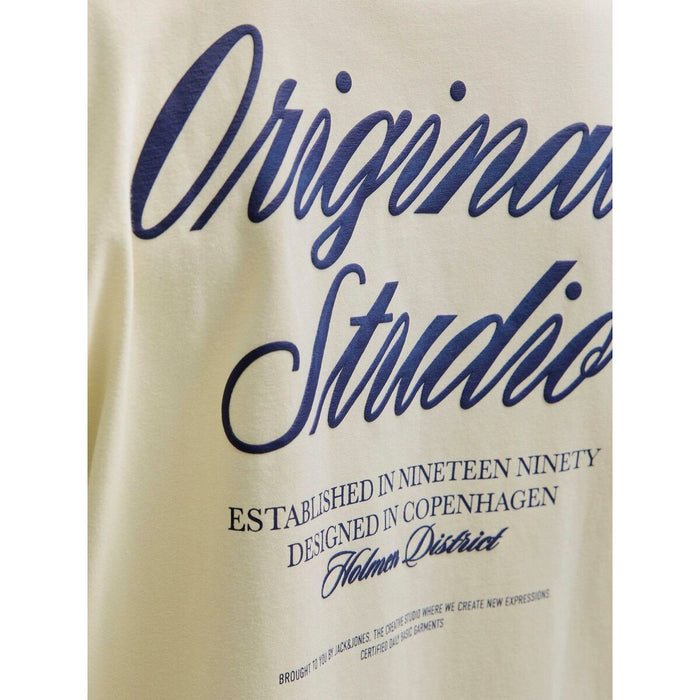 Original
Studio
ESTABLISHED IN NINETEEN NINETY
DESIGNED IN COPENHAGEN
Holmen District
BROUGHT TO YOU BY JACK&JONES. THE CREATIVE STUDIO WHERE WE CREATE NEW EXPRESSIONS.
CERTIFIED DAILY BASIC GARMENTS